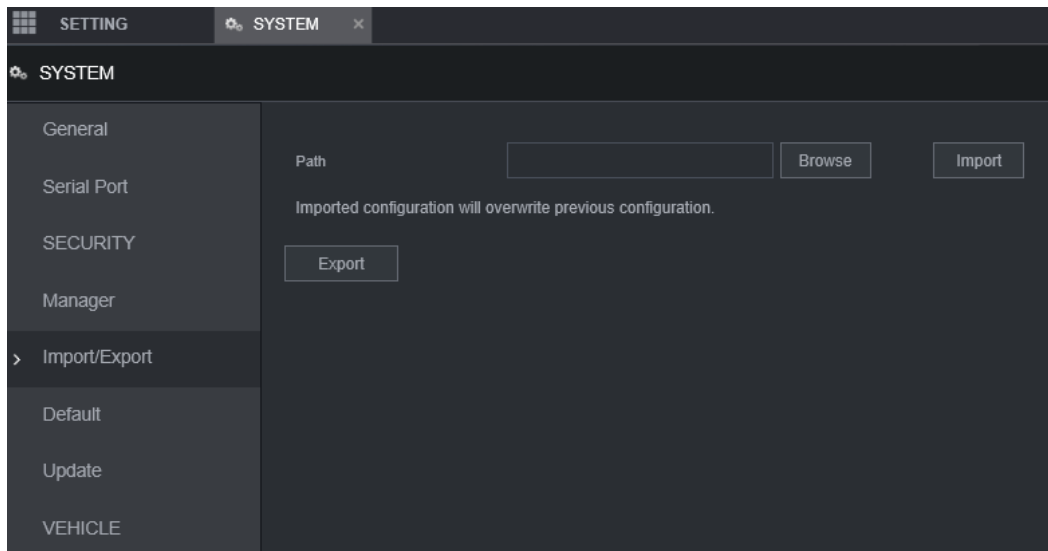 SETTING
SYSTEM
SYSTEM
General
Serial Port
SECURITY
Manager
Import/Export
Default
Update
VEHICLE
Path
Browse
Import
Imported configuration will overwrite previous configuration.
Export